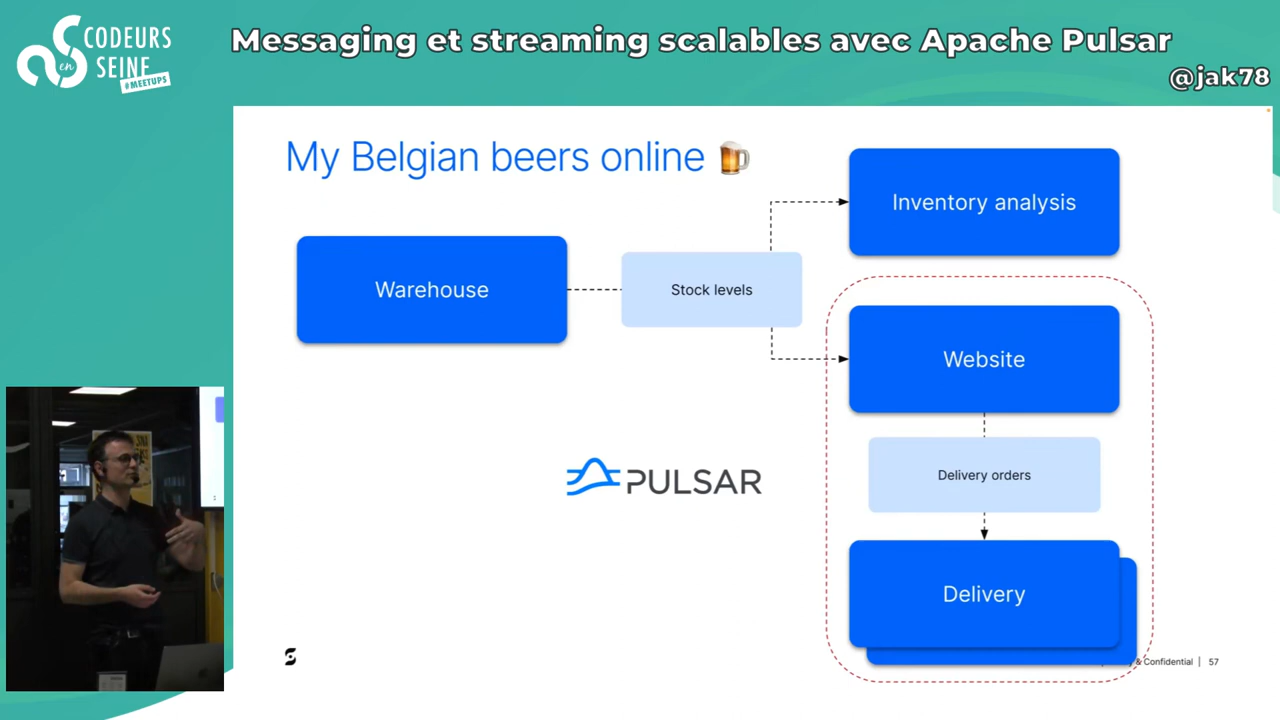 CODEURS
en
SEINE
#MEETUPS
Messaging et streaming scalables avec Apache Pulsar
@jak78
My Belgian beers online 🍺
Inventory analysis
Warehouse
Stock levels
Website
PULSAR
Delivery orders
Delivery
& Confidential | 57